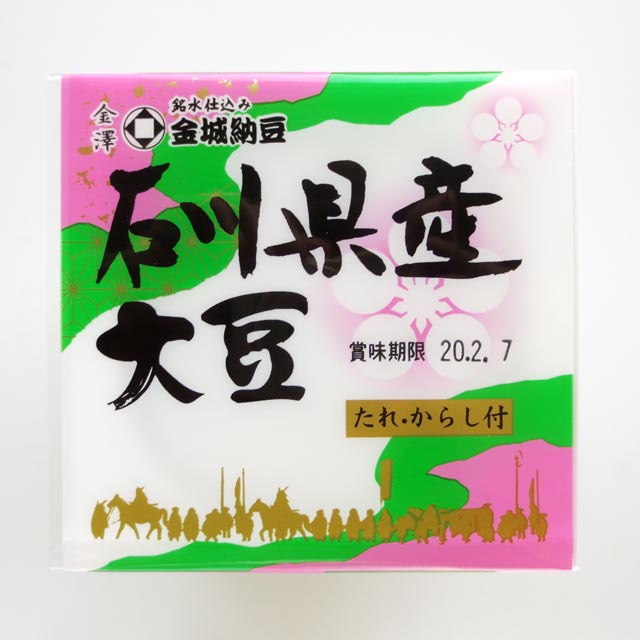 金澤
銘水仕込み
金城納豆
石川県産
大豆
賞味期限 20.2.7
たれ・からし付